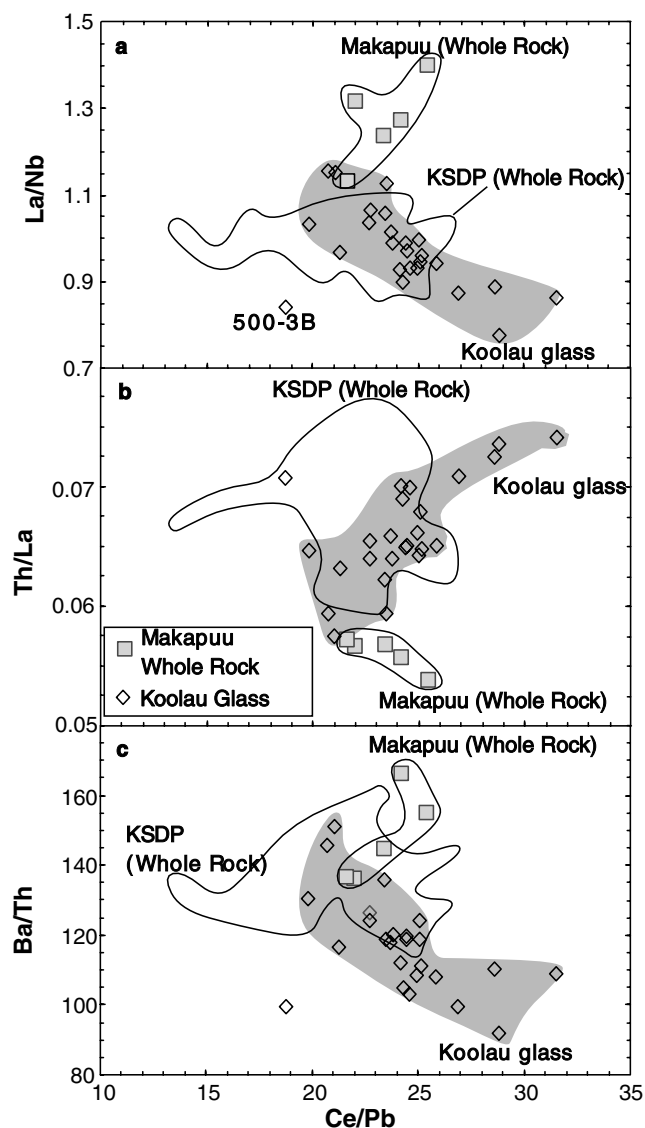 1.5
a
Makapuu (Whole Rock)
1.3
La/Nb
KSDP (Whole Rock)
1.1
0.9
500-3B
Koolau glass
0.7
b
KSDP (Whole Rock)
0.07
Koolau glass
Th/La
0.06
Makapuu
Whole Rock
Koolau Glass
Makapuu (Whole Rock)
0.05
c
Makapuu (Whole Rock)
160
KSDP
(Whole Rock)
140
Ba/Th
120
100
Koolau glass
80
10 15 20 25 30 35
Ce/Pb